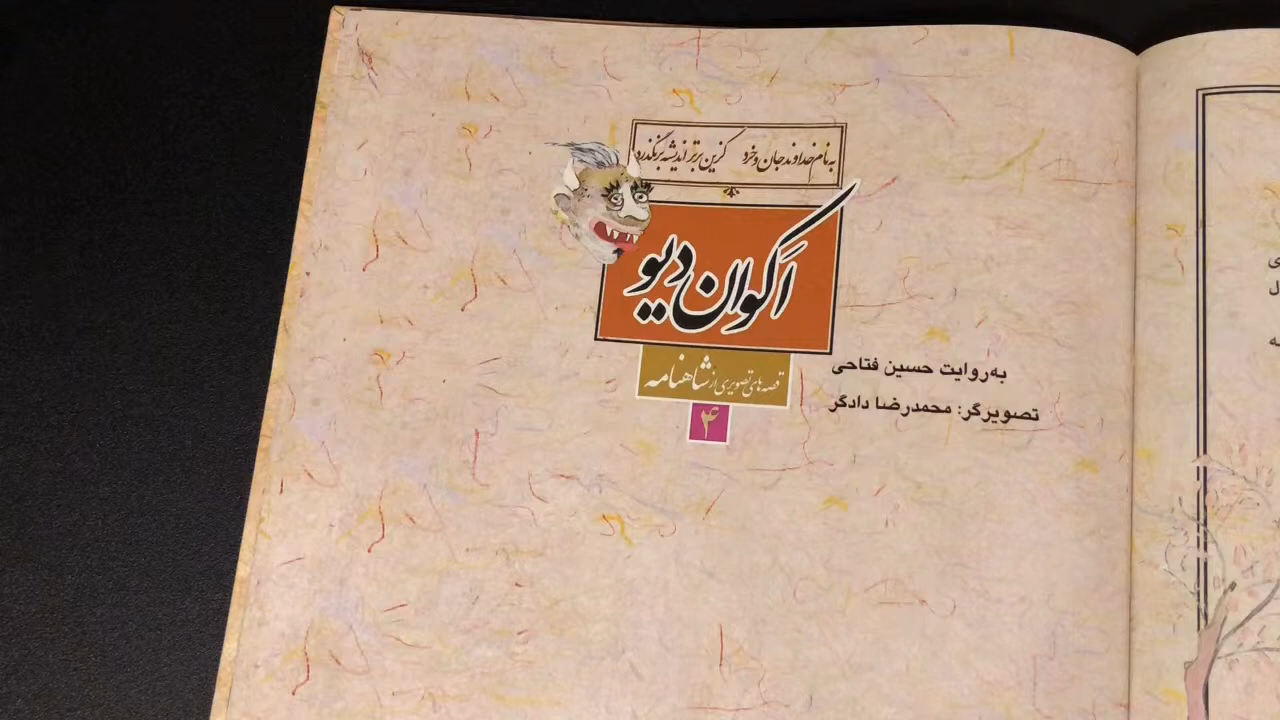 به نام خداوند جان و خرد کزین برتر اندیشه برنگذرد
اَکوان دیو
قصه‌های تصویری از شاهنامه
۴
به‌روایت حسین فتاحی
تصویرگر: محمدرضا دادگر